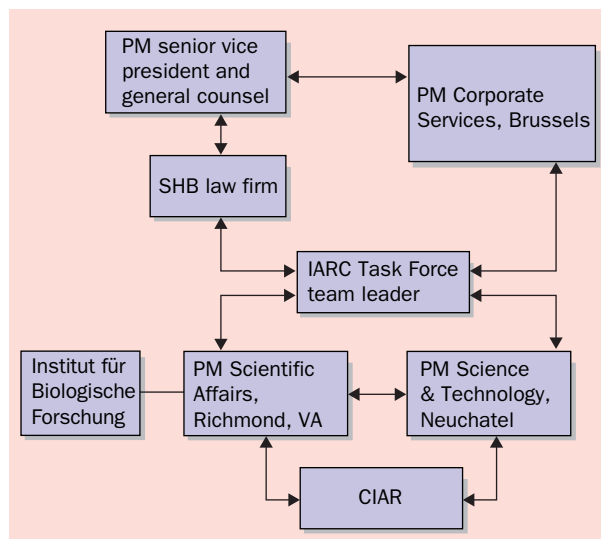 PM senior vice
president and
general counsel
PM Corporate
Services, Brussels
SHB law firm
IARC Task Force
team leader
Institut für
Biologische
Forschung
PM Scientific
Affairs,
Richmond, VA
PM Science
& Technology,
Neuchatel
CIAR